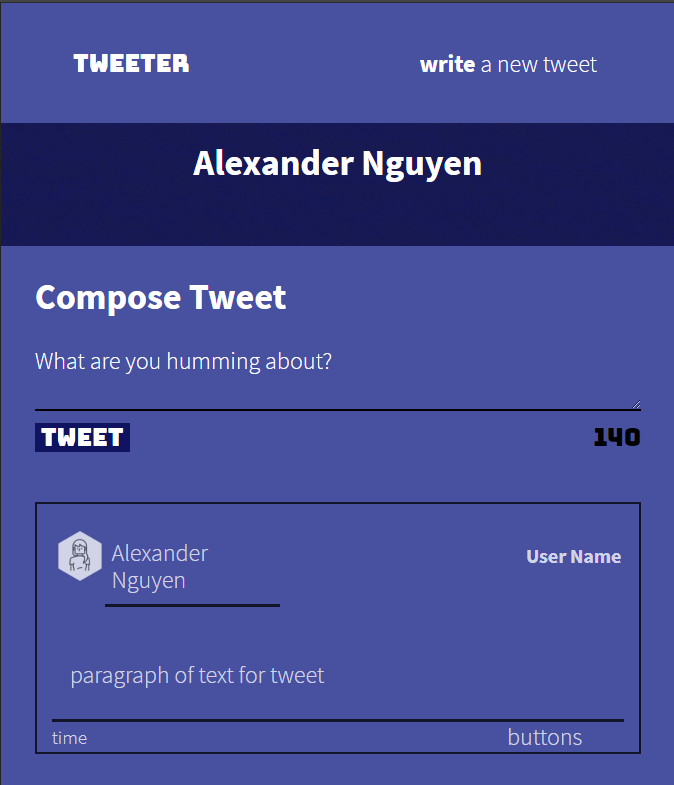 TWEETER
write a new tweet
Alexander Nguyen
Compose Tweet
What are you humming about?
TWEET
140
Alexander
Nguyen
User Name
paragraph of text for tweet
time
buttons